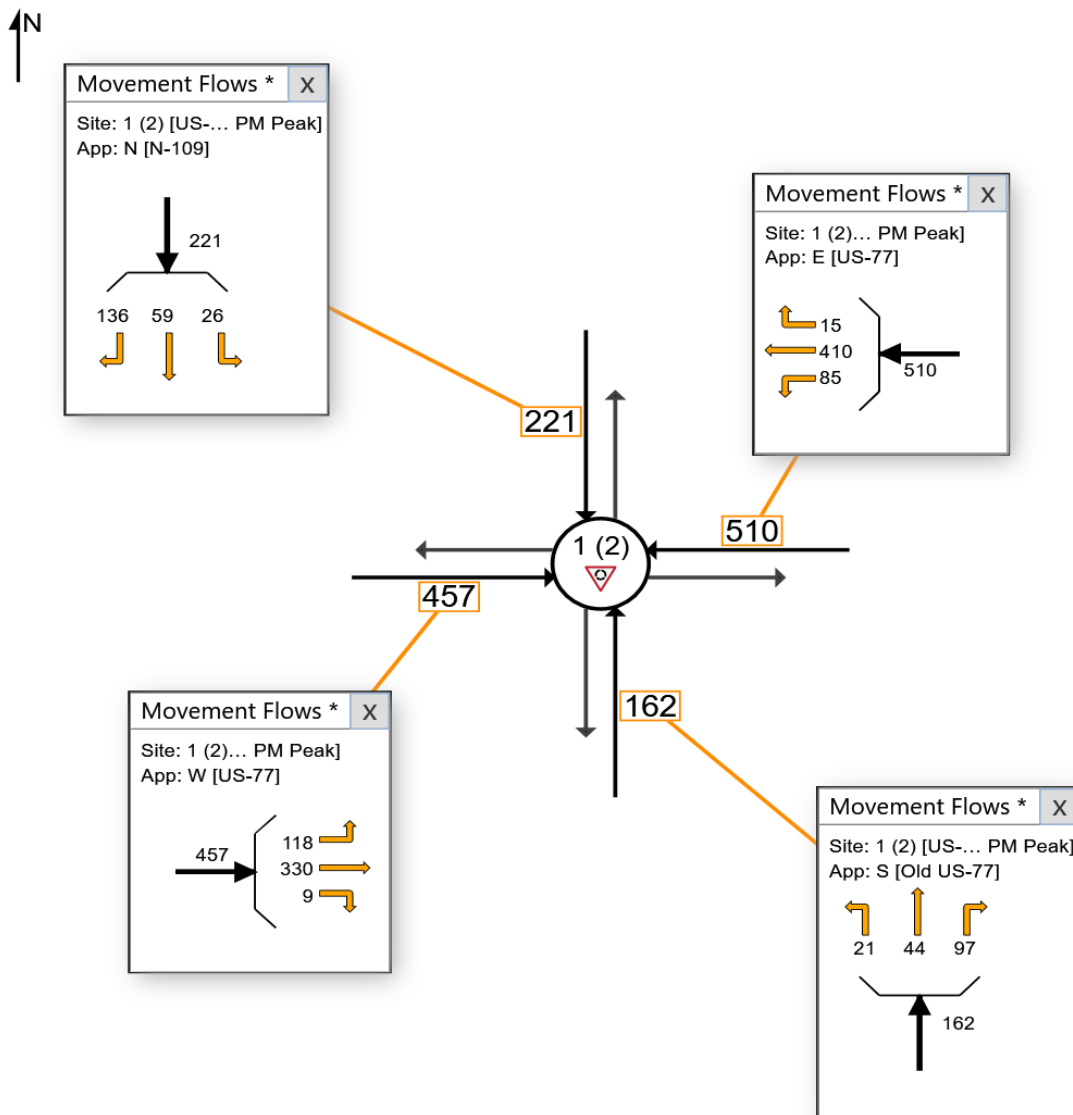 N
Movement Flows * X
Site: 1 (2) [US-... PM Peak]
App: N [N-109]
221
136 59 26
Movement Flows * X
Site: 1 (2)... PM Peak]
App: E [US-77]
15
410
85
510
221
510
1 (2)
457
162
Movement Flows * X
Site: 1 (2)... PM Peak]
App: W [US-77]
457
118
330
9
Movement Flows * X
Site: 1 (2) [US-... PM Peak]
App: S [Old US-77]
21 44 97
162